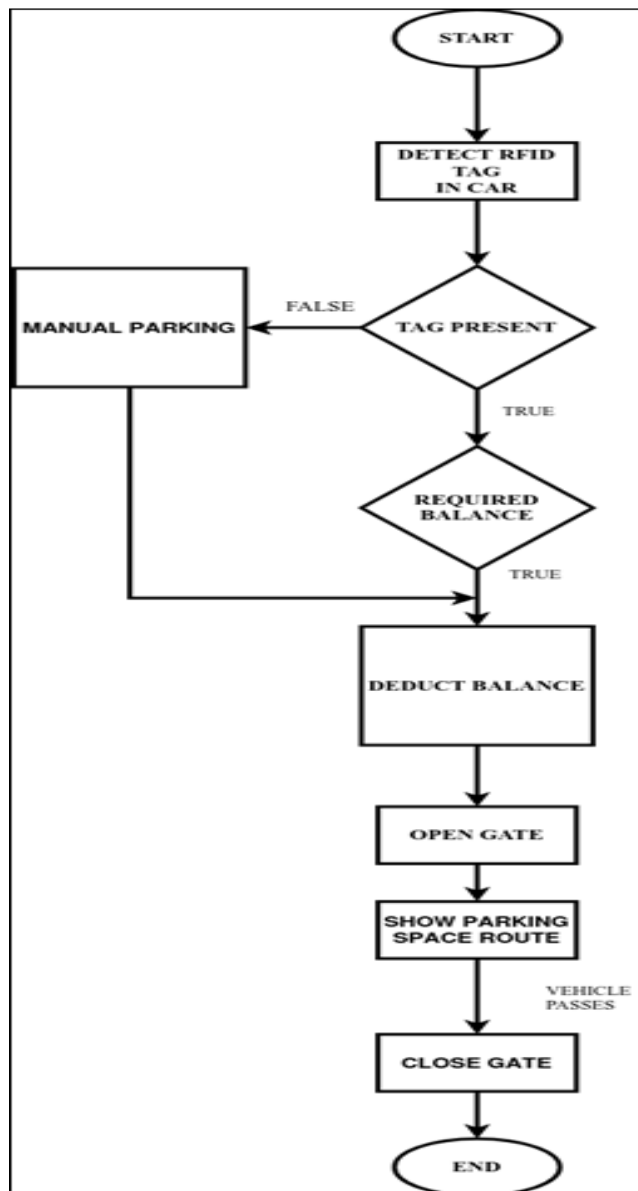 START
DETECT RFID
TAG
IN CAR
FALSE
MANUAL PARKING
TAG PRESENT
TRUE
REQUIRED
BALANCE
TRUE
DEDUCT BALANCE
OPEN GATE
SHOW PARKING
SPACE ROUTE
VEHICLE
PASSES
CLOSE GATE
END